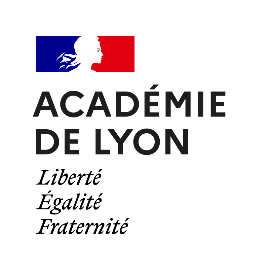 ACADÉMIE
DE LYON
Liberté
Égalité
Fraternité